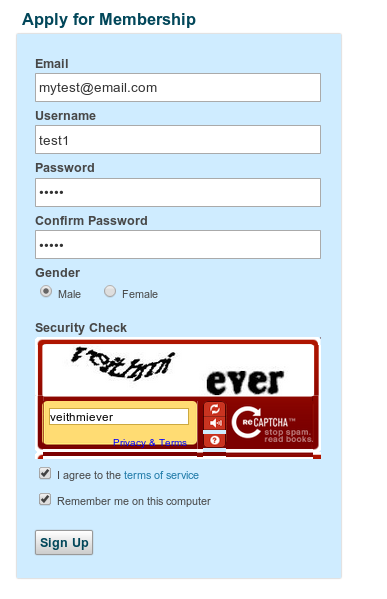 Apply for Membership
Email
mytest@email.com
Username
test1
Password
•••••
Confirm Password
•••••
Gender
Male Female
Security Check
ever
veithmiever
Privacy & Terms
reCAPTCHA™
stop spam.
read books.
I agree to the terms of service
Remember me on this computer
Sign Up